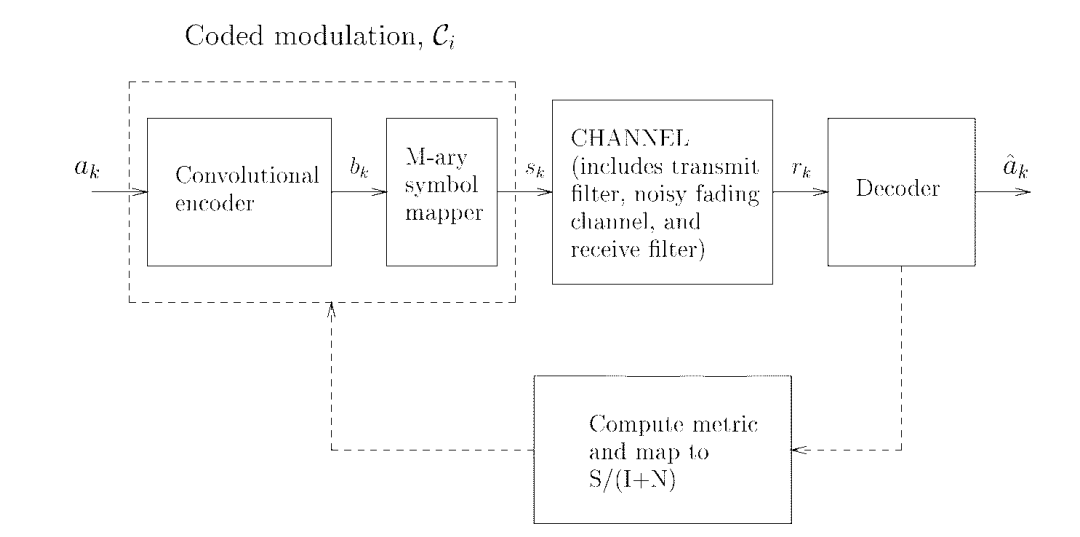 Coded modulation, 𝒞ᵢ
aₖ
Convolutional
encoder
bₖ
M-ary
symbol
mapper
sₖ
CHANNEL
(includes transmit
filter, noisy fading
channel, and
receive filter)
rₖ
Decoder
âₖ
Compute metric
and map to
S/(I+N)